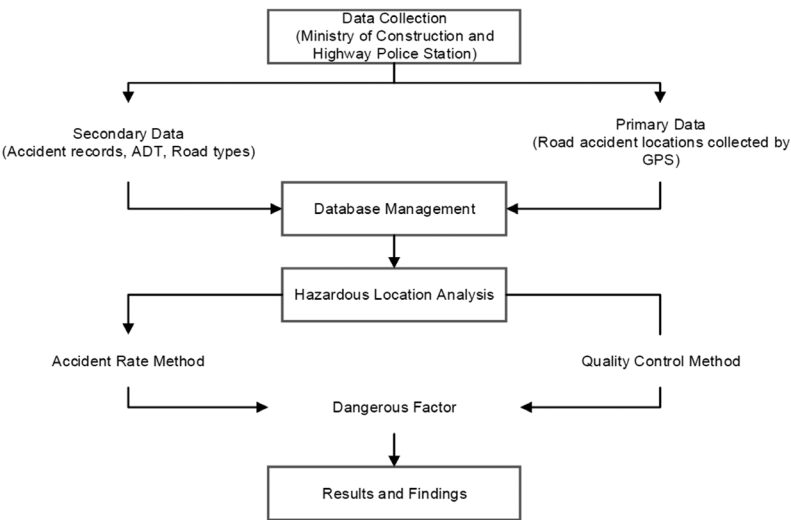 Data Collection
(Ministry of Construction and
Highway Police Station)
Secondary Data
(Accident records, ADT, Road types)
Primary Data
(Road accident locations collected by
GPS)
Database Management
Hazardous Location Analysis
Accident Rate Method
Quality Control Method
Dangerous Factor
Results and Findings